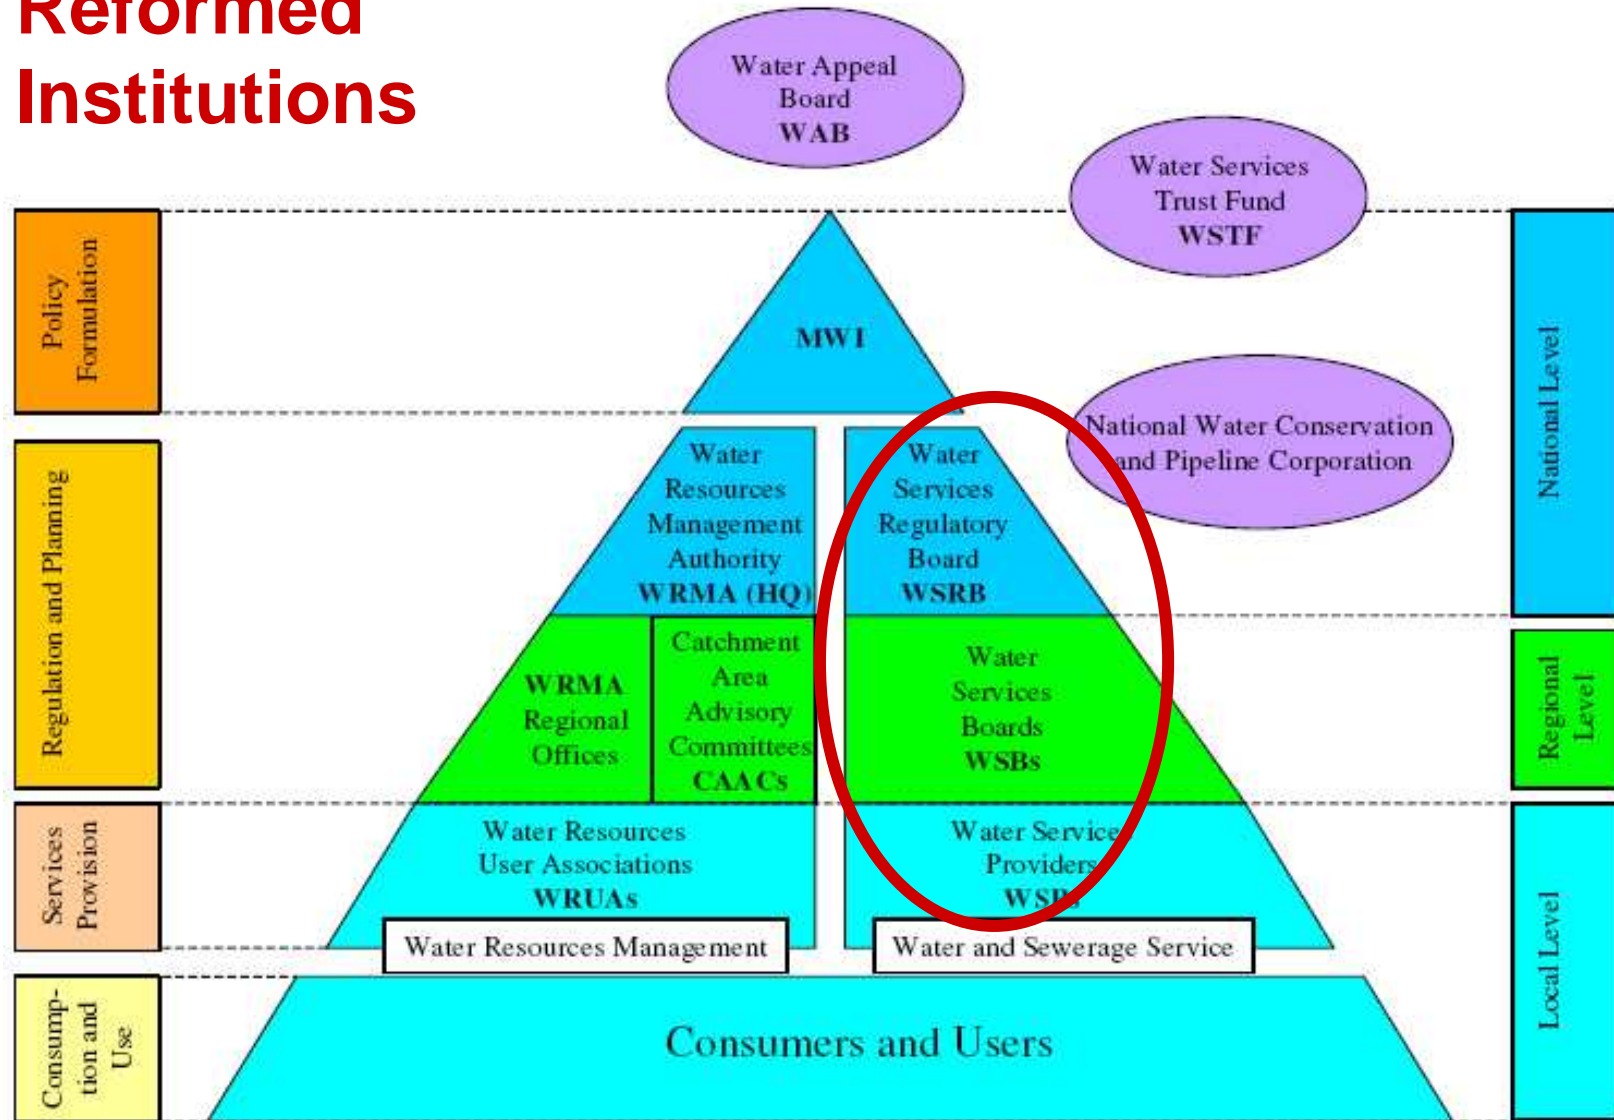 Reformed
Institutions
Water Appeal
Board
WAB
Water Services
Trust Fund
WSTF
National Water Conservation
and Pipeline Corporation
Policy
Formulation
Regulation and Planning
Services
Provision
Consump-
tion and
Use
MWI
Water
Resources
Management
Authority
WRMA (HQ)
Water
Services
Regulatory
Board
WSRB
WRMA
Regional
Offices
Catchment
Area
Advisory
Committees
CAACs
Water
Services
Boards
WSBs
Water Resources
User Associations
WRUAs
Water Service
Providers
WSPs
Water Resources Management
Water and Sewerage Service
Consumers and Users
National Level
Regional
Level
Local Level